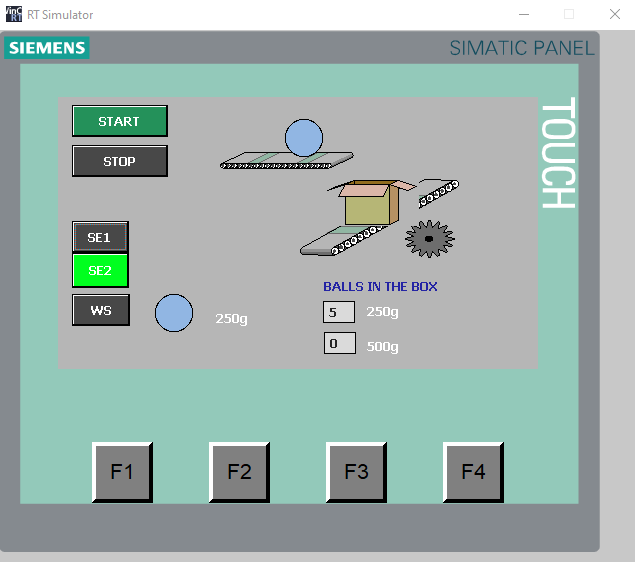 RT Simulator
SIEMENS
SIMATIC PANEL
TOUCH
START
STOP
SE1
SE2
WS
250g
BALLS IN THE BOX
5 250g
0 500g
F1 F2 F3 F4